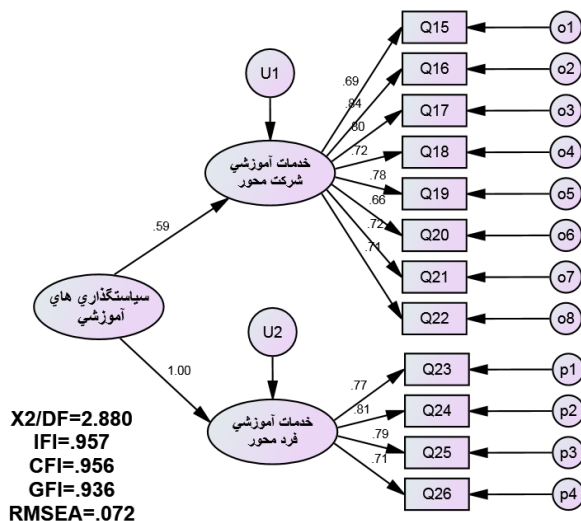 Q15
o1
.69
Q16
o2
U1
.84
Q17
o3
.80
خدمات آموزشي
شركت محور
.72
Q18
o4
.78
Q19
o5
.66
Q20
o6
.72
Q21
o7
.71
Q22
o8
.59
سياستگذاري هاي
آموزشي
U2
1.00
خدمات آموزشي
فرد محور
.77
Q23
p1
.81
Q24
p2
.79
Q25
p3
.71
Q26
p4
X2/DF=2.880
IFI=.957
CFI=.956
GFI=.936
RMSEA=.072